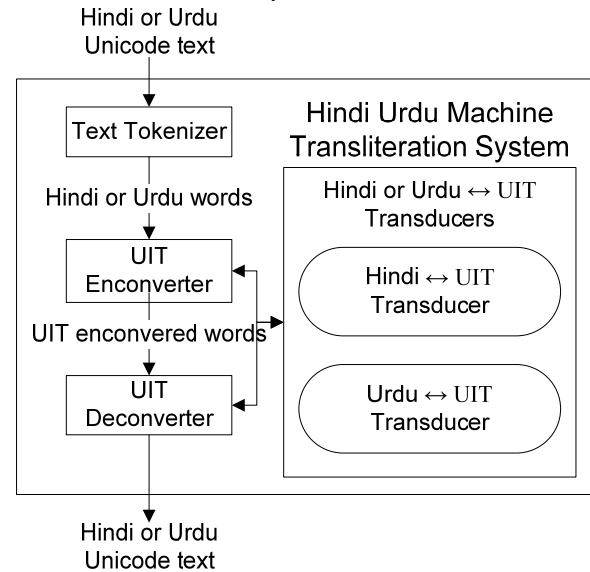 Hindi or Urdu
Unicode text
Text Tokenizer
Hindi or Urdu words
UIT
Enconverter
UIT enconvered words
UIT
Deconverter
Hindi or Urdu
Unicode text
Hindi Urdu Machine
Transliteration System
Hindi or Urdu ↔ UIT
Transducers
Hindi ↔ UIT
Transducer
Urdu ↔ UIT
Transducer